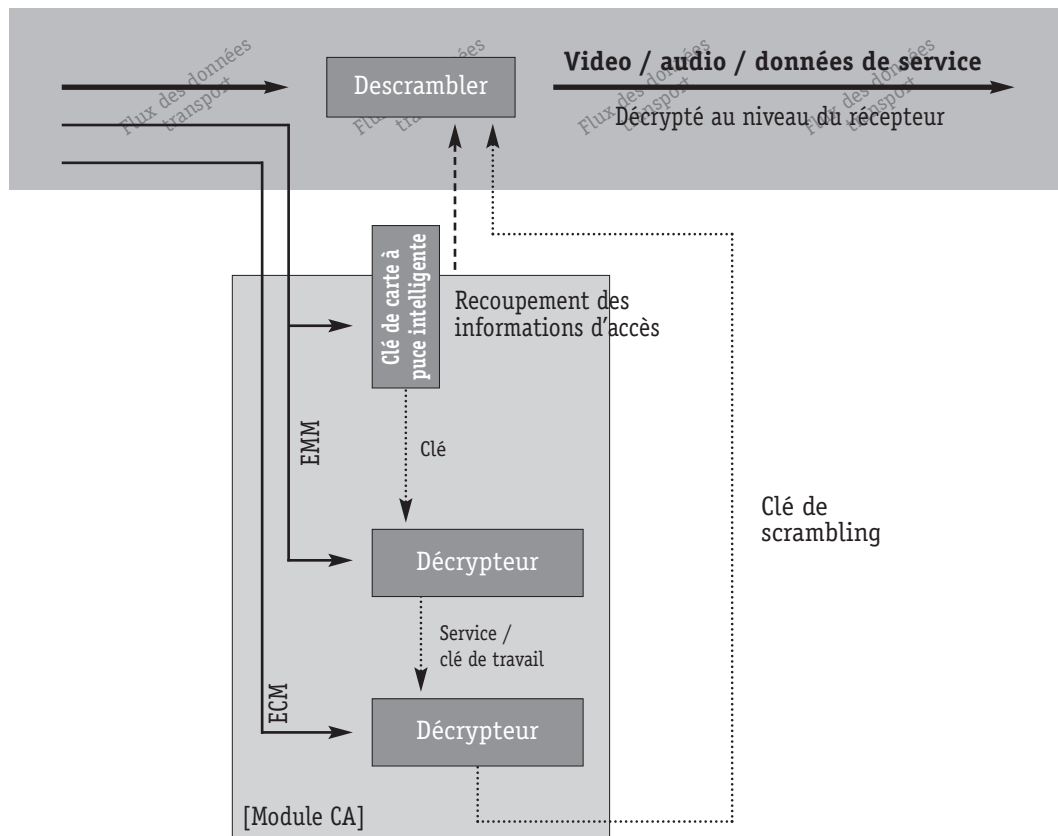 Flux des données
transport
Flux des données
transport
Flux des données
transport
Flux des données
transport
Descrambler
Video / audio / données de service
Décrypté au niveau du récepteur
Clé de carte à
puce intelligente
Recoupement des
informations d’accès
EMM
Clé
Clé de
scrambling
Décrypteur
Service /
clé de travail
ECM
Décrypteur
[Module CA]